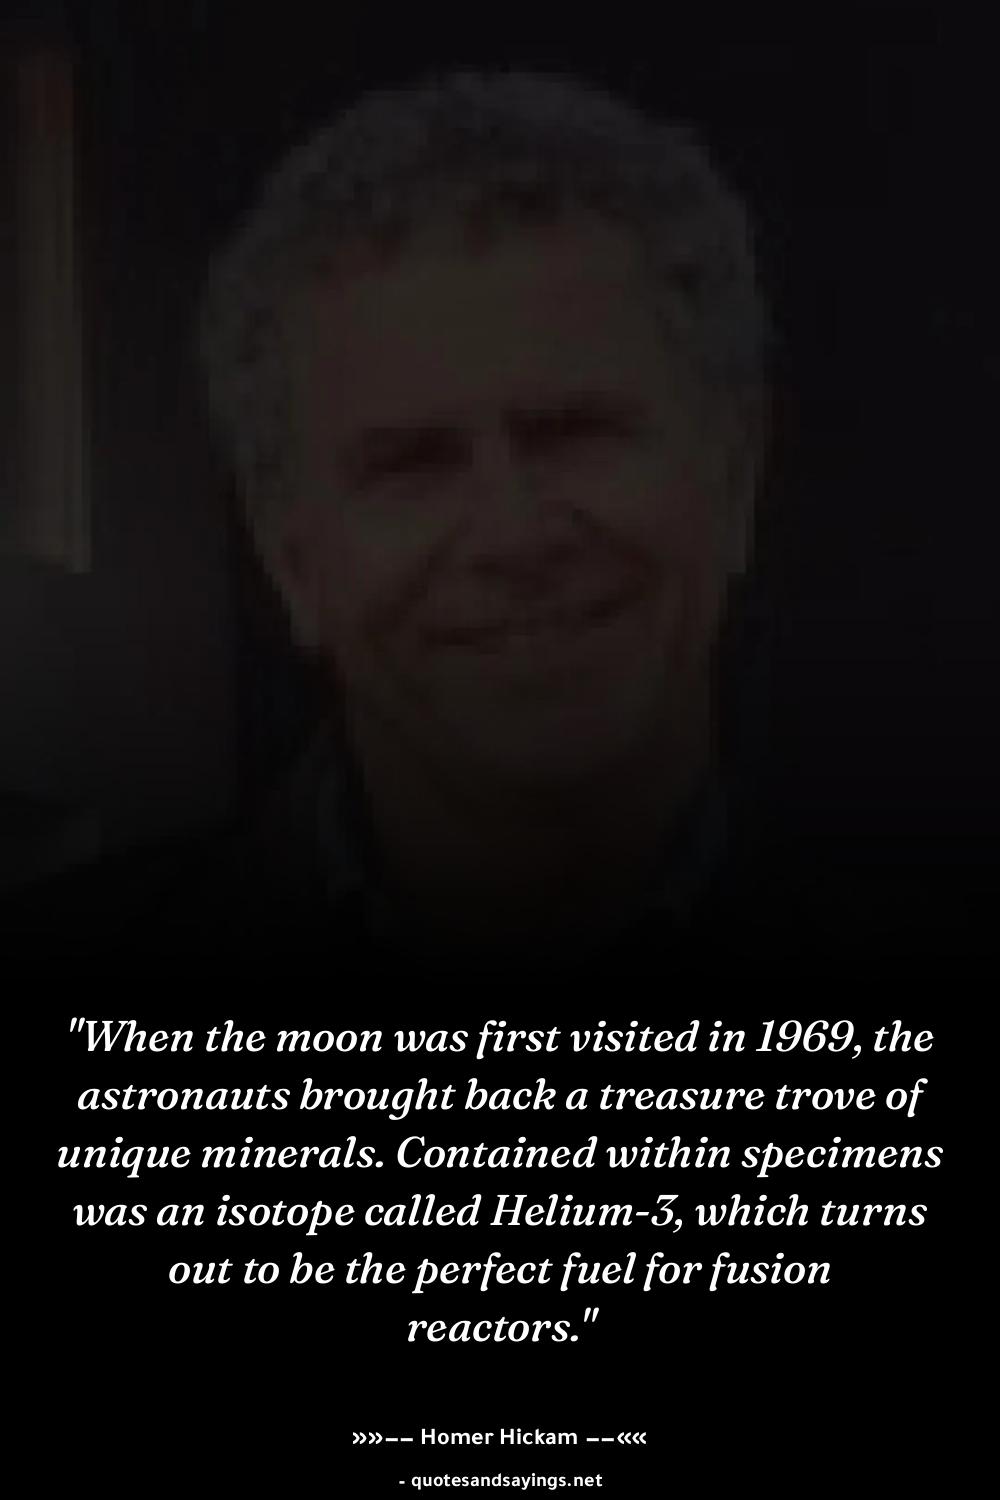 "When the moon was first visited in 1969, the
astronauts brought back a treasure trove of
unique minerals. Contained within specimens
was an isotope called Helium-3, which turns
out to be the perfect fuel for fusion
reactors."
»»−− Homer Hickam −−««
- quotesandsayings.net